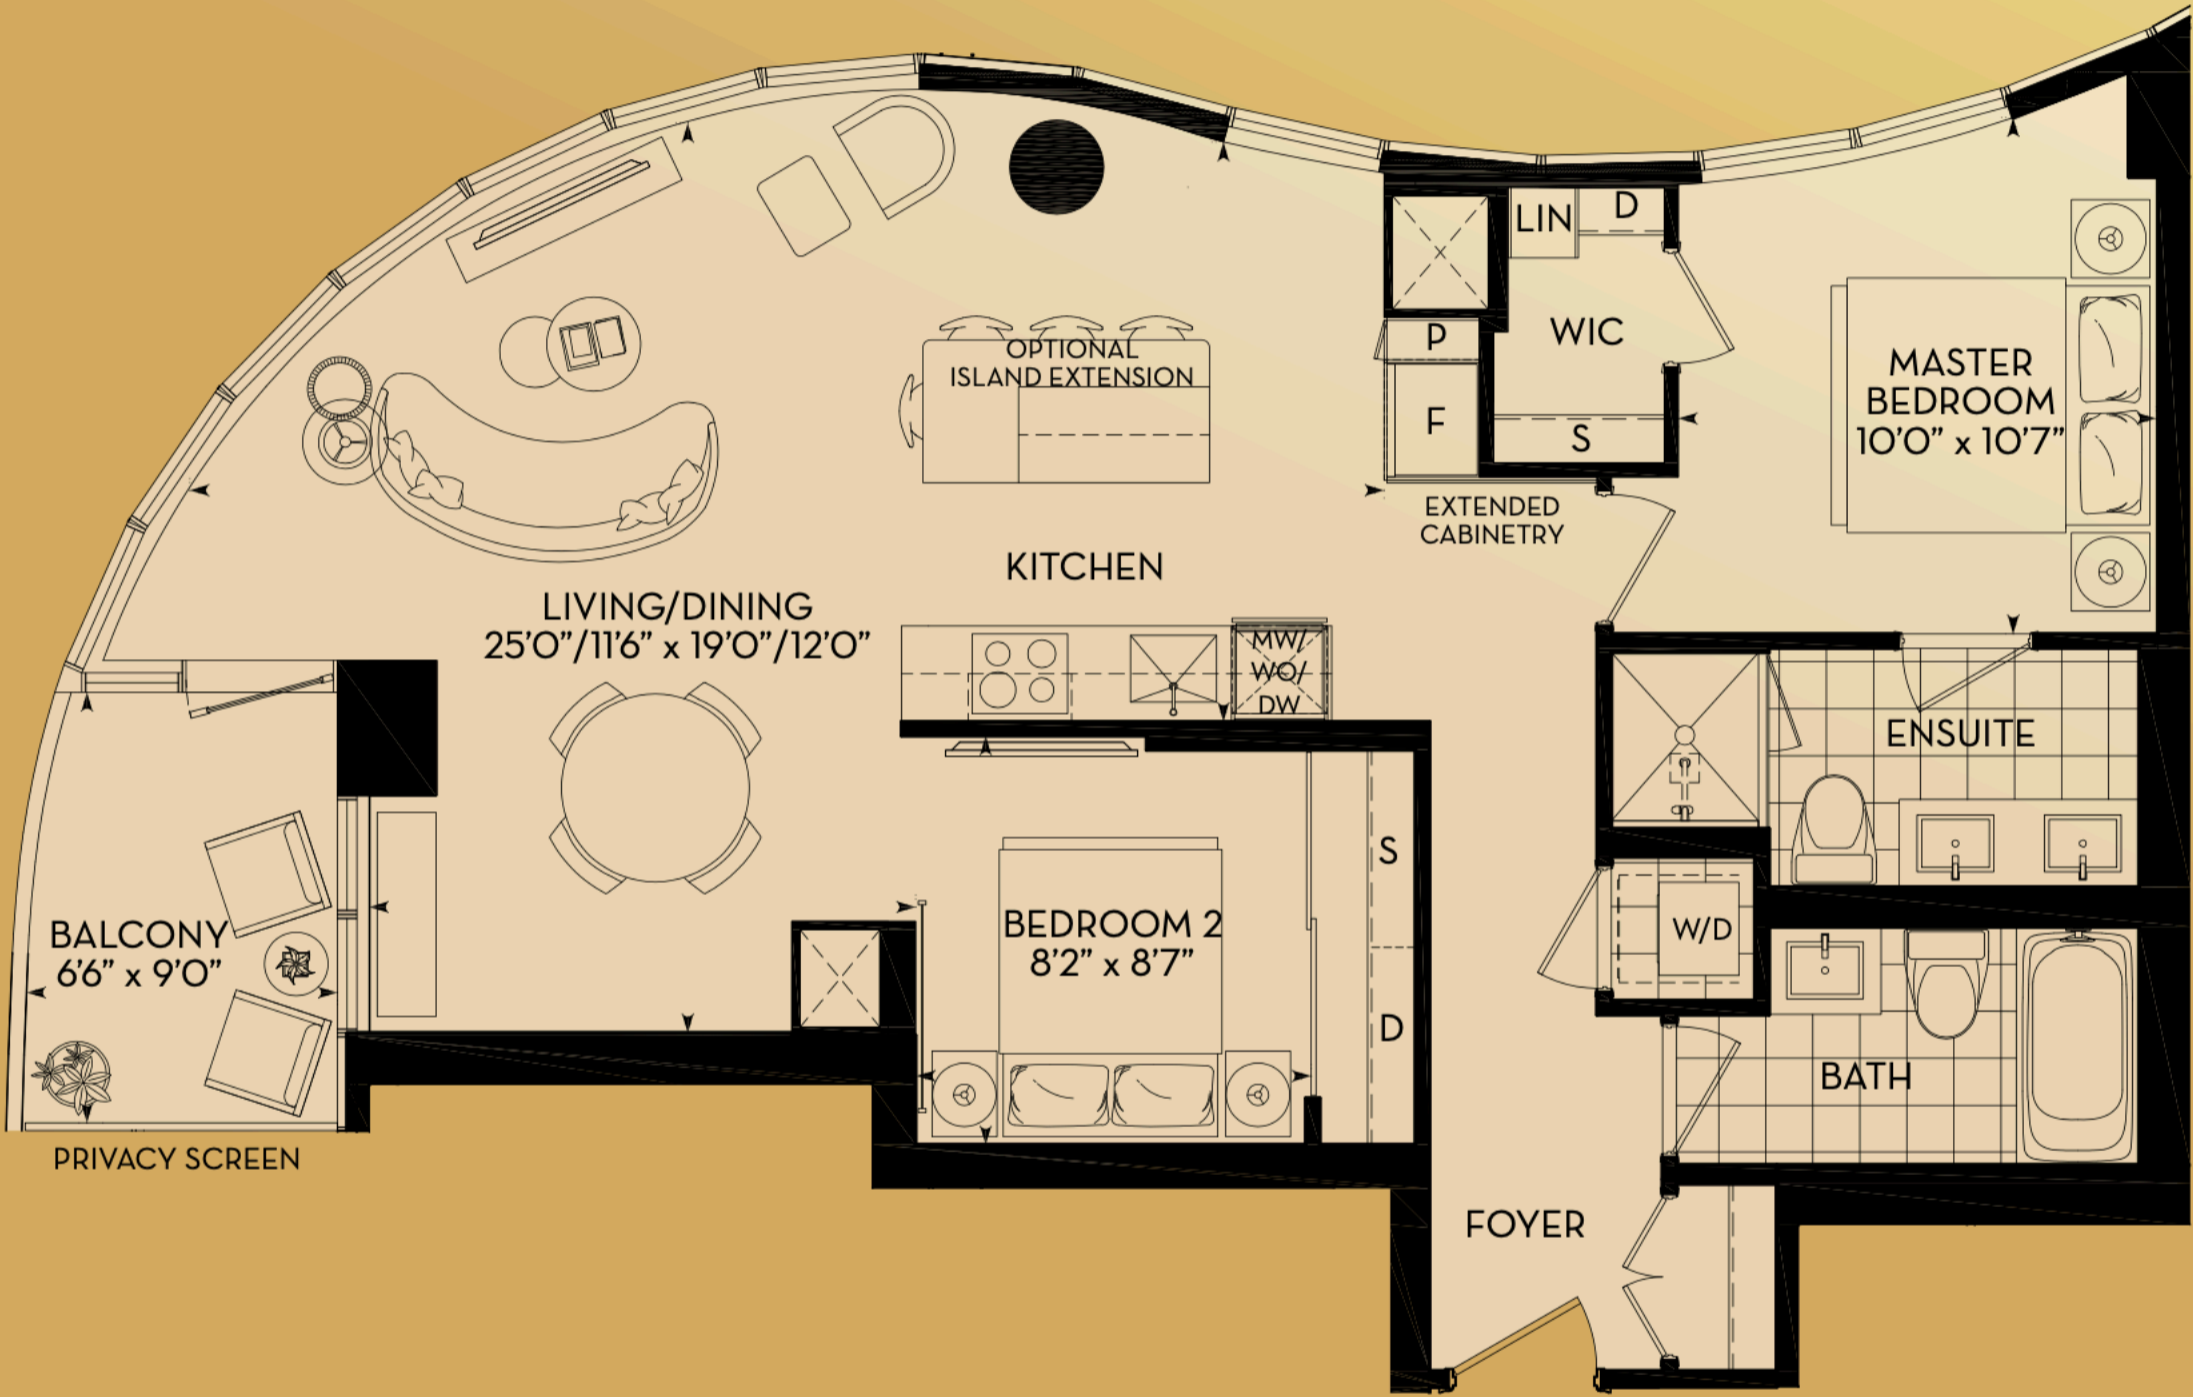 LIN
D
OPTIONAL
ISLAND EXTENSION
P
WIC
F
S
MASTER
BEDROOM
10'0" x 10'7"
EXTENDED
CABINETRY
KITCHEN
LIVING/DINING
25'0"/11'6" x 19'0"/12'0"
MW/
WO/
DW
ENSUITE
S
BALCONY
6'6" x 9'0"
BEDROOM 2
8'2" x 8'7"
W/D
D
BATH
PRIVACY SCREEN
FOYER